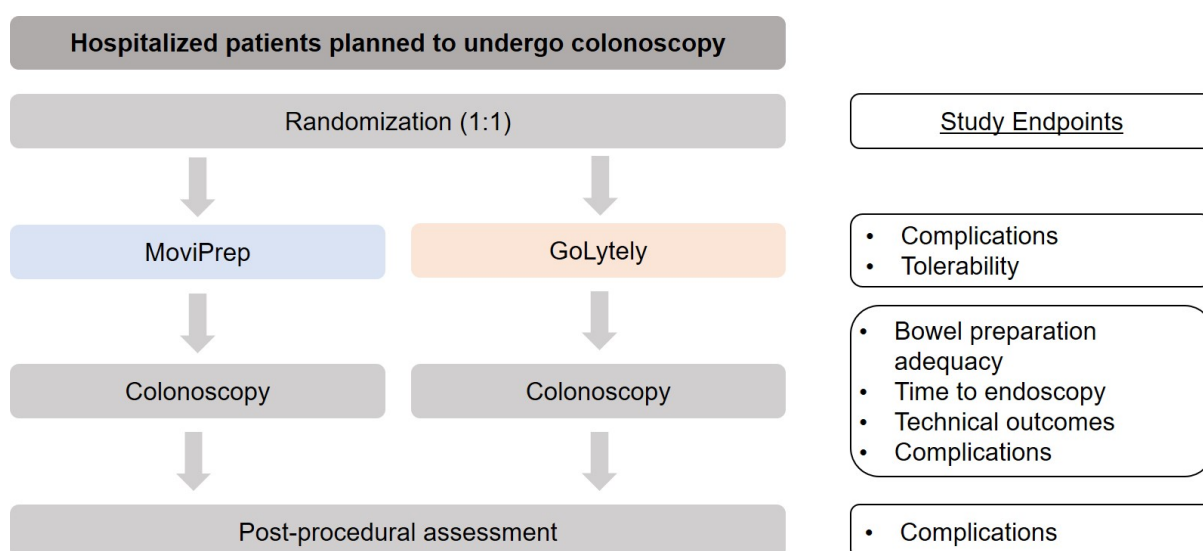 Hospitalized patients planned to undergo colonoscopy
Randomization (1:1)
Study Endpoints
MoviPrep
GoLytely
• Complications
• Tolerability
Colonoscopy
Colonoscopy
• Bowel preparation
adequacy
• Time to endoscopy
• Technical outcomes
• Complications
Post-procedural assessment
• Complications